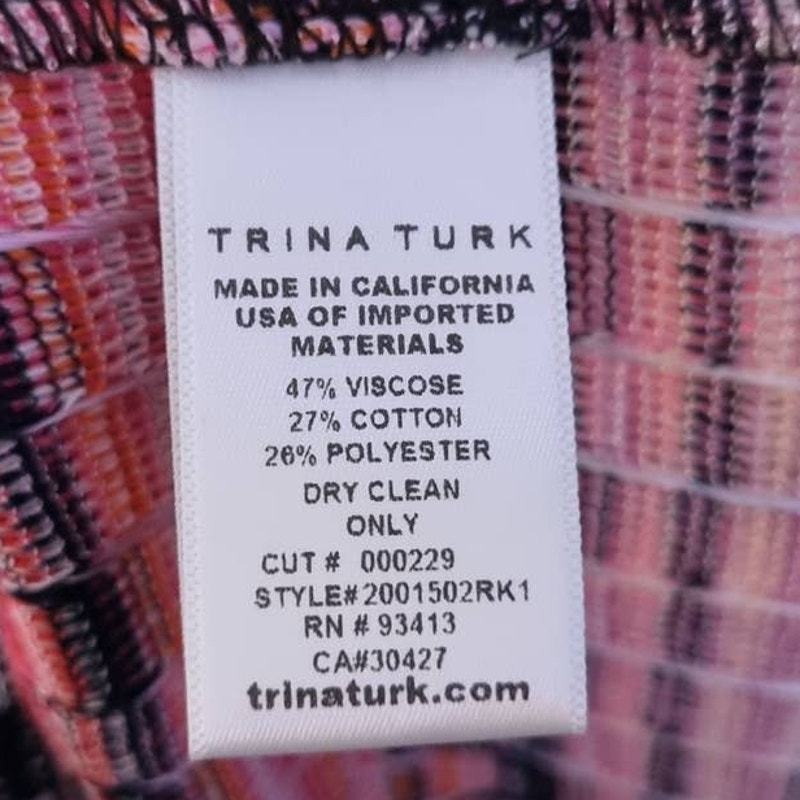 TRINA TURK
MADE IN CALIFORNIA
USA OF IMPORTED
MATERIALS
47% VISCOSE
27% COTTON
26% POLYESTER
DRY CLEAN
ONLY
CUT # 000229
STYLE#2001502RK1
RN # 93413
CA#30427
trinaturk.com